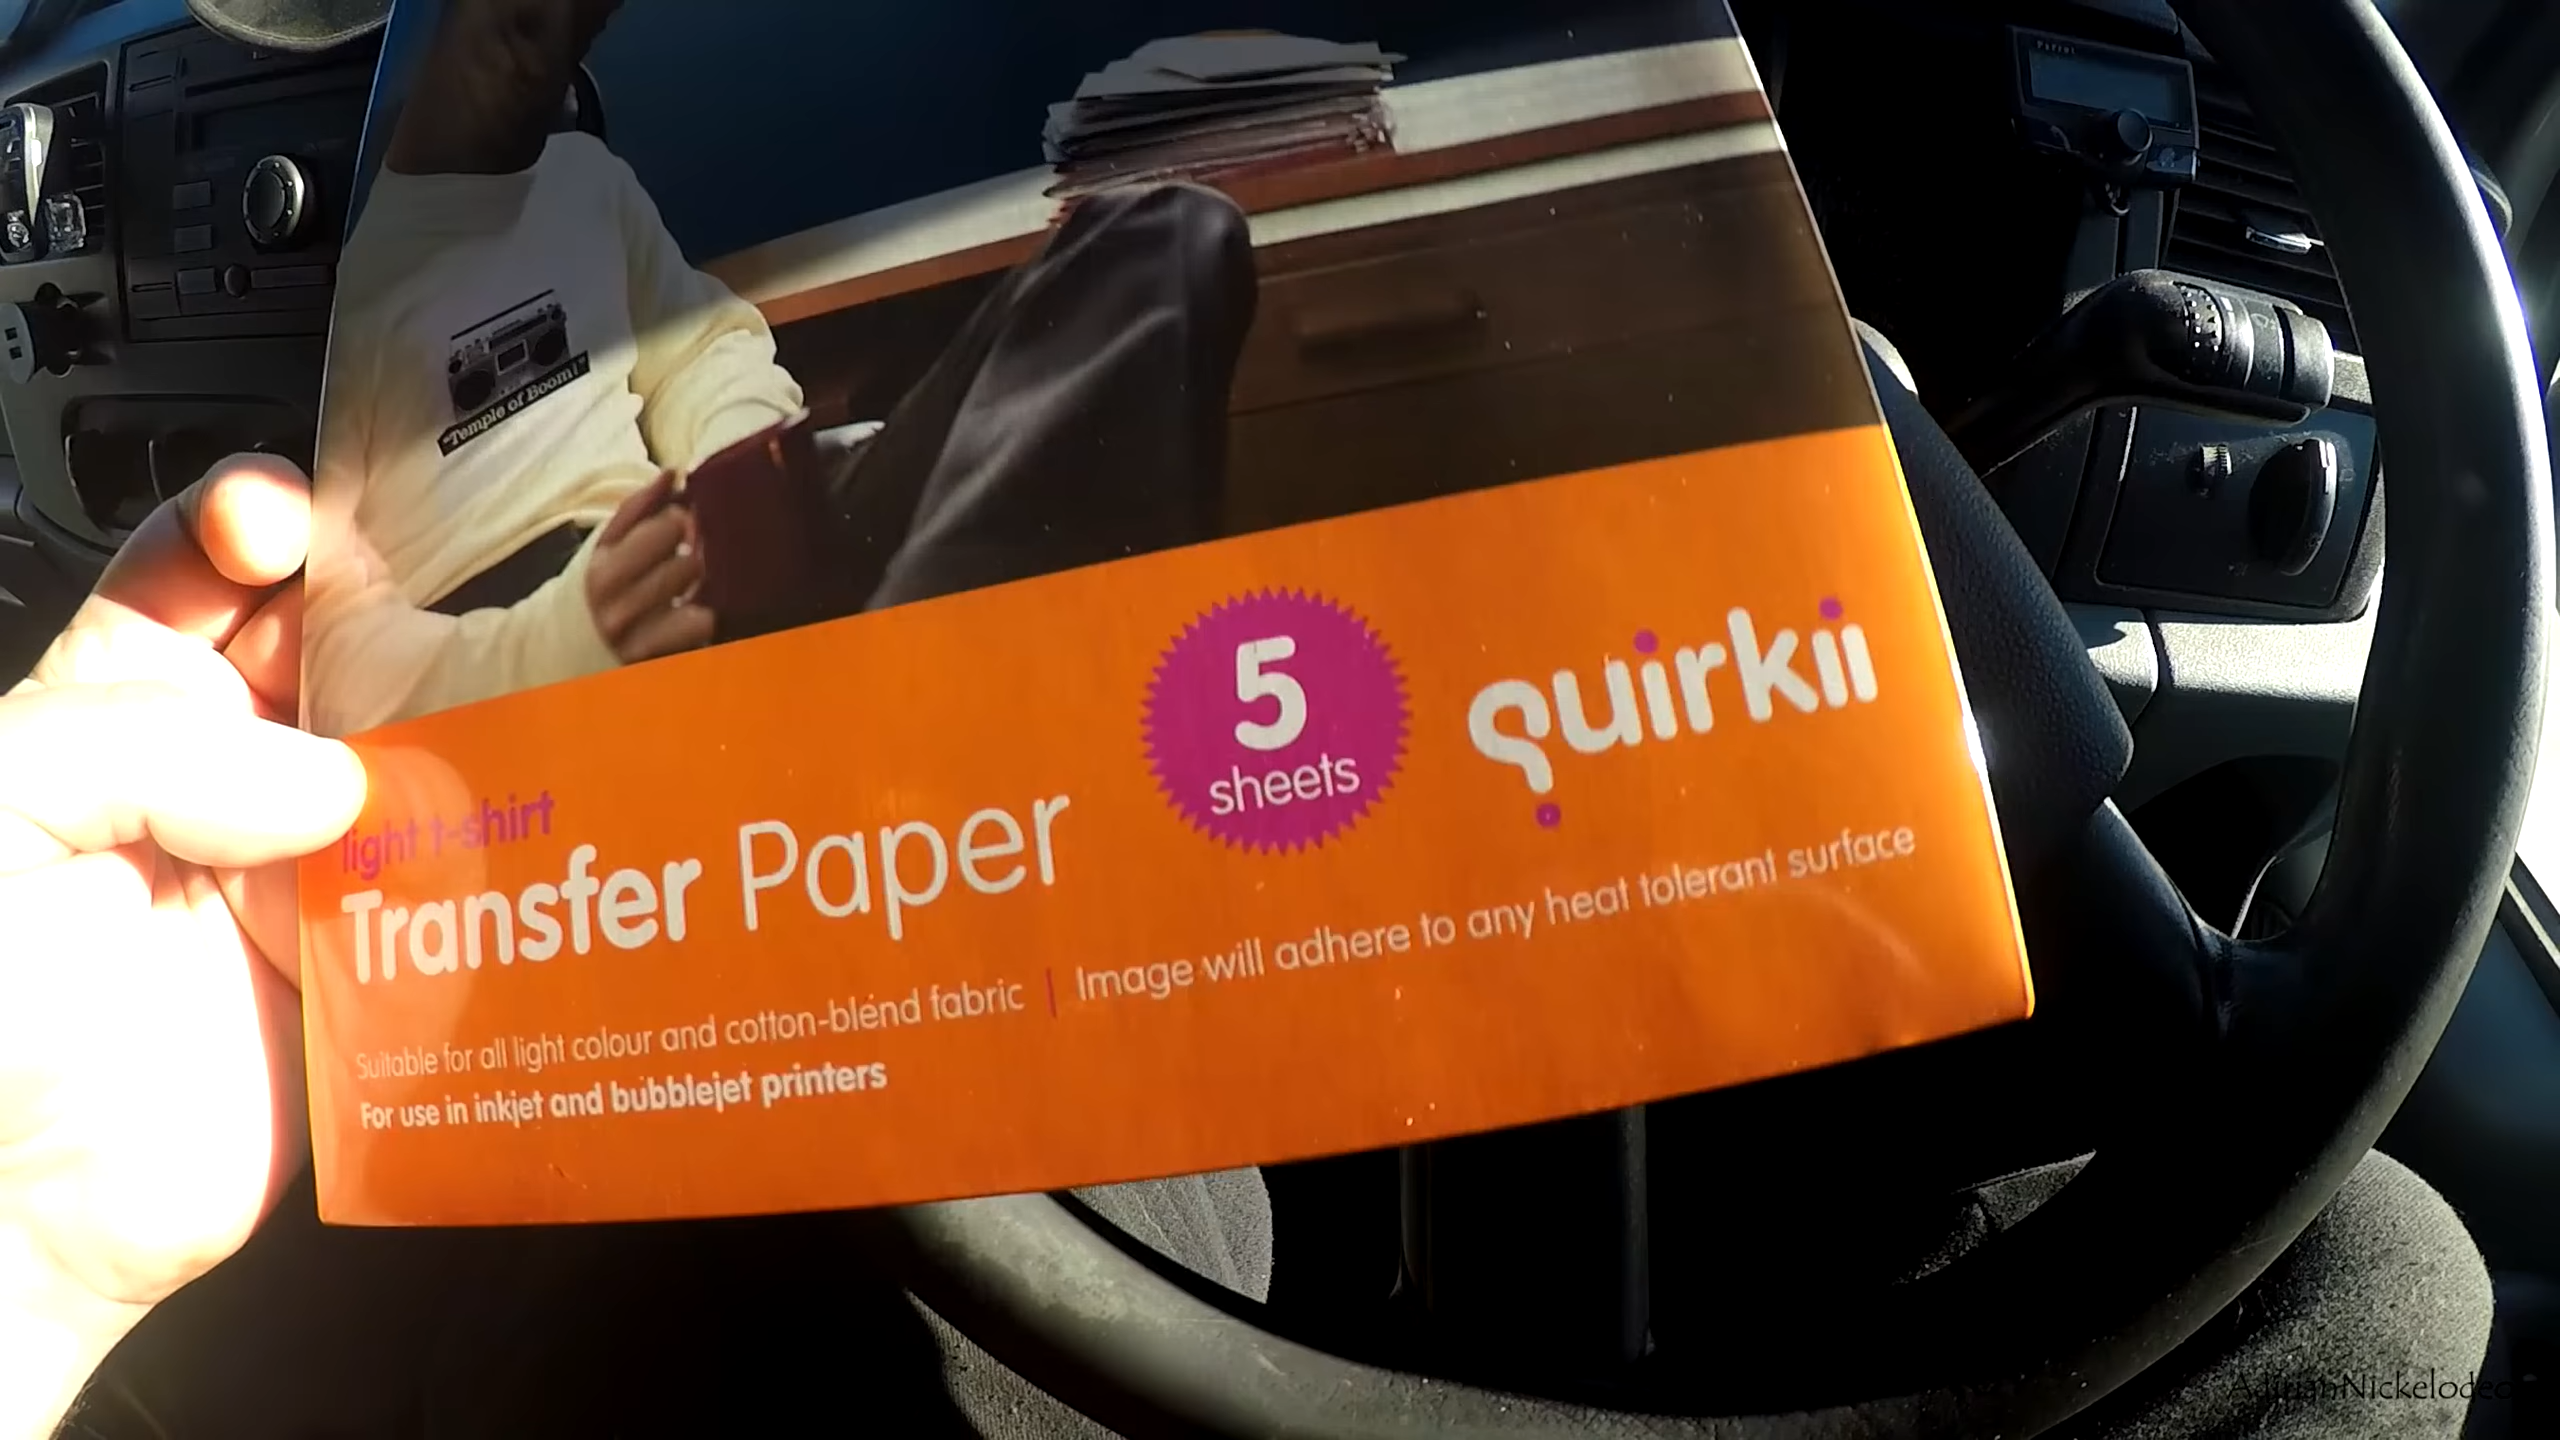 Parrot
"Temple of Boom!"
5
sheets
quirkii
light t-shirt
Transfer Paper
Suitable for all light colour and cotton-blend fabric | Image will adhere to any heat tolerant surface
For use in inkjet and bubblejet printers